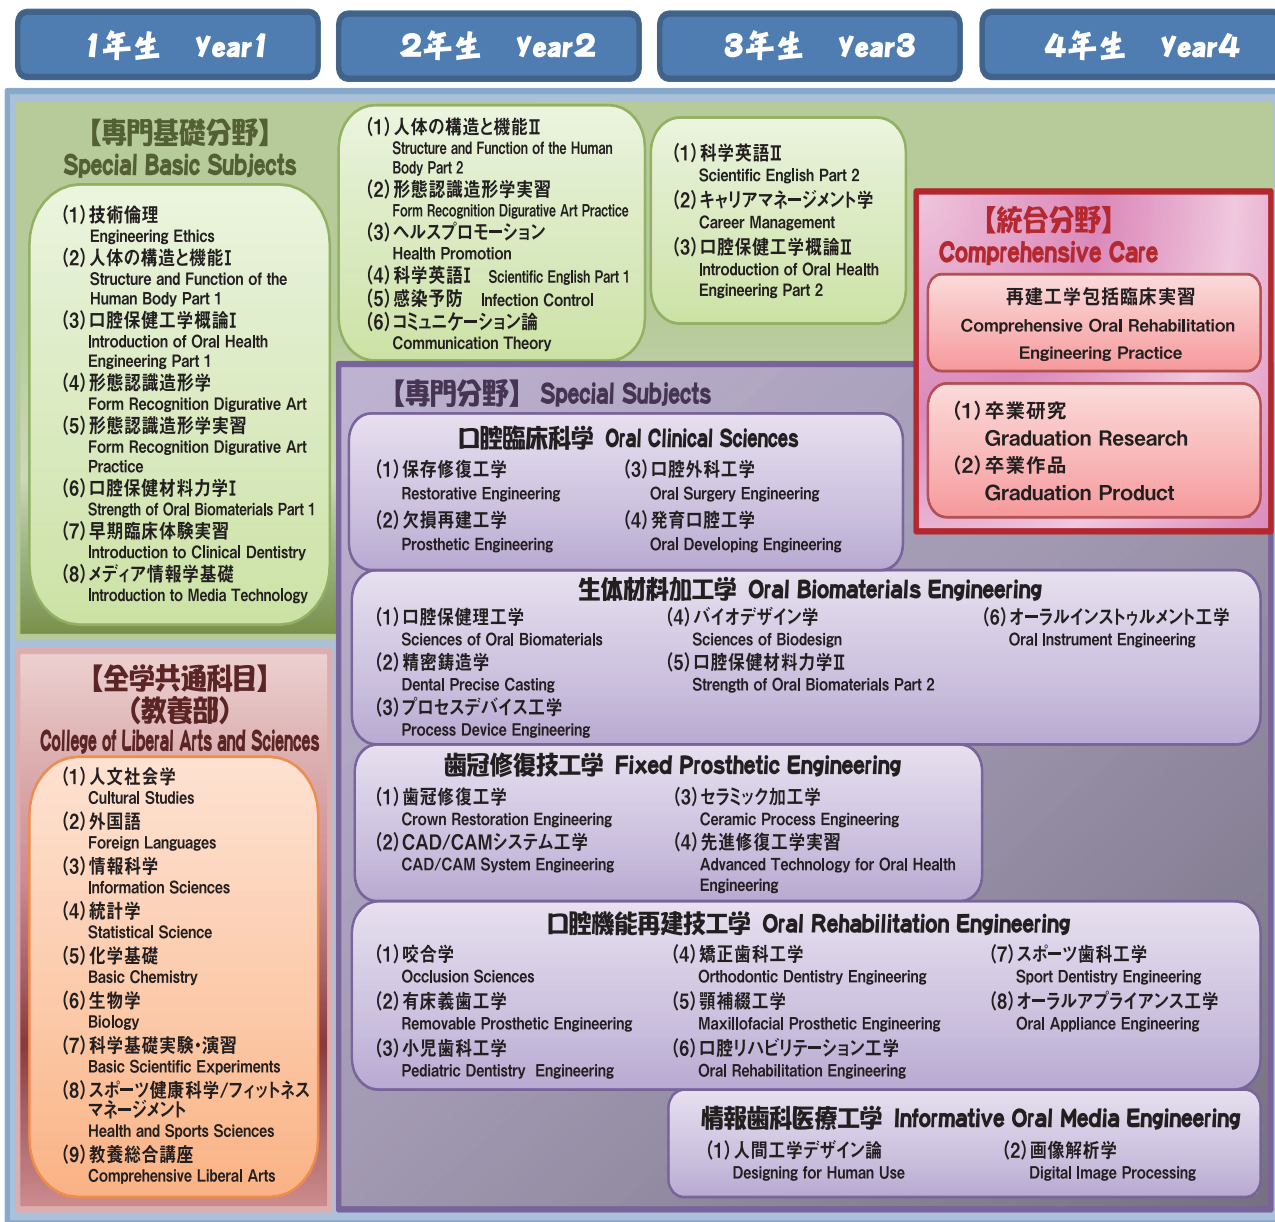 1年生 Year1
2年生 Year2
3年生 Year3
4年生 Year4
【専門基礎分野】
Special Basic Subjects
(1)技術倫理
Engineering Ethics
(2)人体の構造と機能I
Structure and Function of the
Human Body Part 1
(3)口腔保健工学概論I
Introduction of Oral Health
Engineering Part 1
(4)形態認識造形学
Form Recognition Digurative Art
(5)形態認識造形学実習
Form Recognition Digurative Art
Practice
(6)口腔保健材料力学I
Strength of Oral Biomaterials Part 1
(7)早期臨床体験実習
Introduction to Clinical Dentistry
(8)メディア情報学基礎
Introduction to Media Technology
(1)人体の構造と機能II
Structure and Function of the Human
Body Part 2
(2)形態認識造形学実習
Form Recognition Digurative Art Practice
(3)ヘルスプロモーション
Health Promotion
(4)科学英語I Scientific English Part 1
(5)感染予防 Infection Control
(6)コミュニケーション論
Communication Theory
(1)科学英語II
Scientific English Part 2
(2)キャリアマネージメント学
Career Management
(3)口腔保健工学概論II
Introduction of Oral Health
Engineering Part 2
【統合分野】
Comprehensive Care
再建工学包括臨床実習
Comprehensive Oral Rehabilitation
Engineering Practice
(1)卒業研究
Graduation Research
(2)卒業作品
Graduation Product
【専門分野】 Special Subjects
口腔臨床科学 Oral Clinical Sciences
(1)保存修復工学
Restorative Engineering
(2)欠損再建工学
Prosthetic Engineering
(3)口腔外科工学
Oral Surgery Engineering
(4)発育口腔工学
Oral Developing Engineering
生体材料加工学 Oral Biomaterials Engineering
(1)口腔保健理工学
Sciences of Oral Biomaterials
(2)精密鋳造学
Dental Precise Casting
(3)プロセスデバイス工学
Process Device Engineering
(4)バイオデザイン学
Sciences of Biodesign
(5)口腔保健材料力学II
Strength of Oral Biomaterials Part 2
(6)オーラルインストゥルメント工学
Oral Instrument Engineering
歯冠修復技工学 Fixed Prosthetic Engineering
(1)歯冠修復工学
Crown Restoration Engineering
(2)CAD/CAMシステム工学
CAD/CAM System Engineering
(3)セラミック加工学
Ceramic Process Engineering
(4)先進修復工学実習
Advanced Technology for Oral Health
Engineering
口腔機能再建技工学 Oral Rehabilitation Engineering
(1)咬合学
Occlusion Sciences
(2)有床義歯工学
Removable Prosthetic Engineering
(3)小児歯科工学
Pediatric Dentistry Engineering
(4)矯正歯科工学
Orthodontic Dentistry Engineering
(5)顎補綴工学
Maxillofacial Prosthetic Engineering
(6)口腔リハビリテーション工学
Oral Rehabilitation Engineering
(7)スポーツ歯科工学
Sport Dentistry Engineering
(8)オーラルアプライアンス工学
Oral Appliance Engineering
情報歯科医療工学 Informative Oral Media Engineering
(1)人間工学デザイン論
Designing for Human Use
(2)画像解析学
Digital Image Processing
【全学共通科目】
(教養部)
College of Liberal Arts and Sciences
(1)人文社会学
Cultural Studies
(2)外国語
Foreign Languages
(3)情報科学
Information Sciences
(4)統計学
Statistical Science
(5)化学基礎
Basic Chemistry
(6)生物学
Biology
(7)科学基礎実験・演習
Basic Scientific Experiments
(8)スポーツ健康科学/フィットネス
マネージメント
Health and Sports Sciences
(9)教養総合講座
Comprehensive Liberal Arts